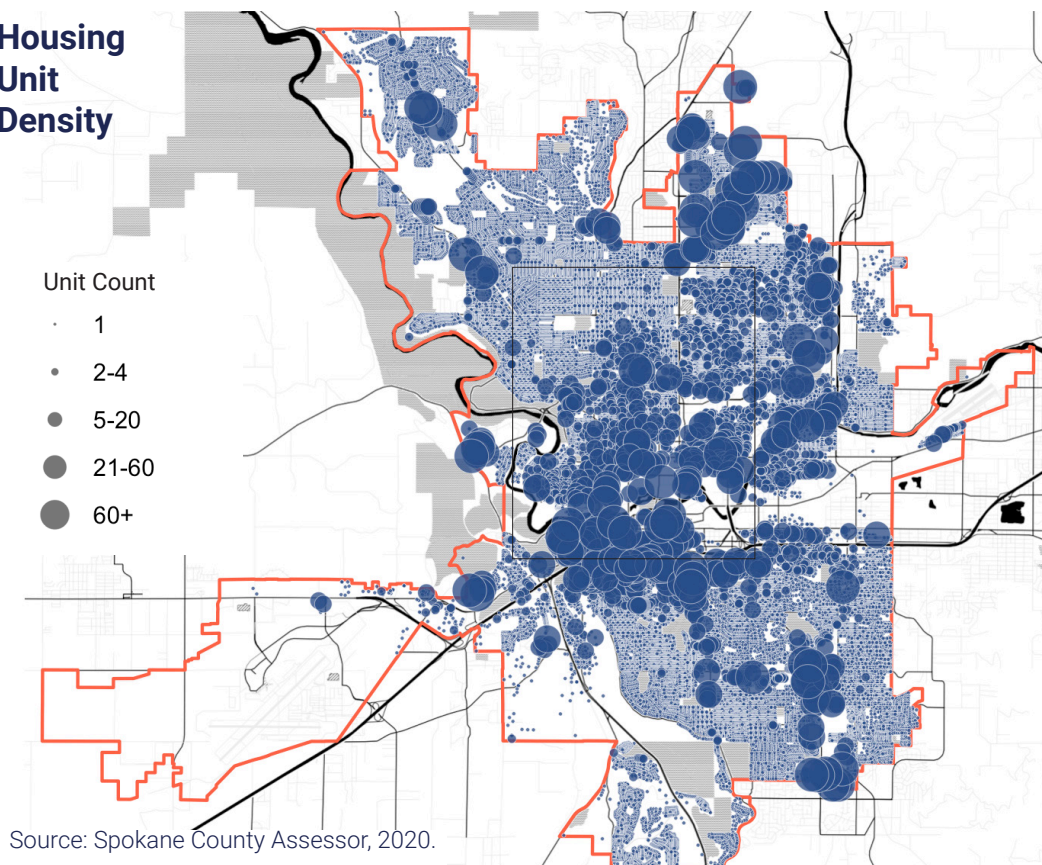 Housing
Unit
Density
Unit Count
1
2-4
5-20
21-60
60+
Source: Spokane County Assessor, 2020.